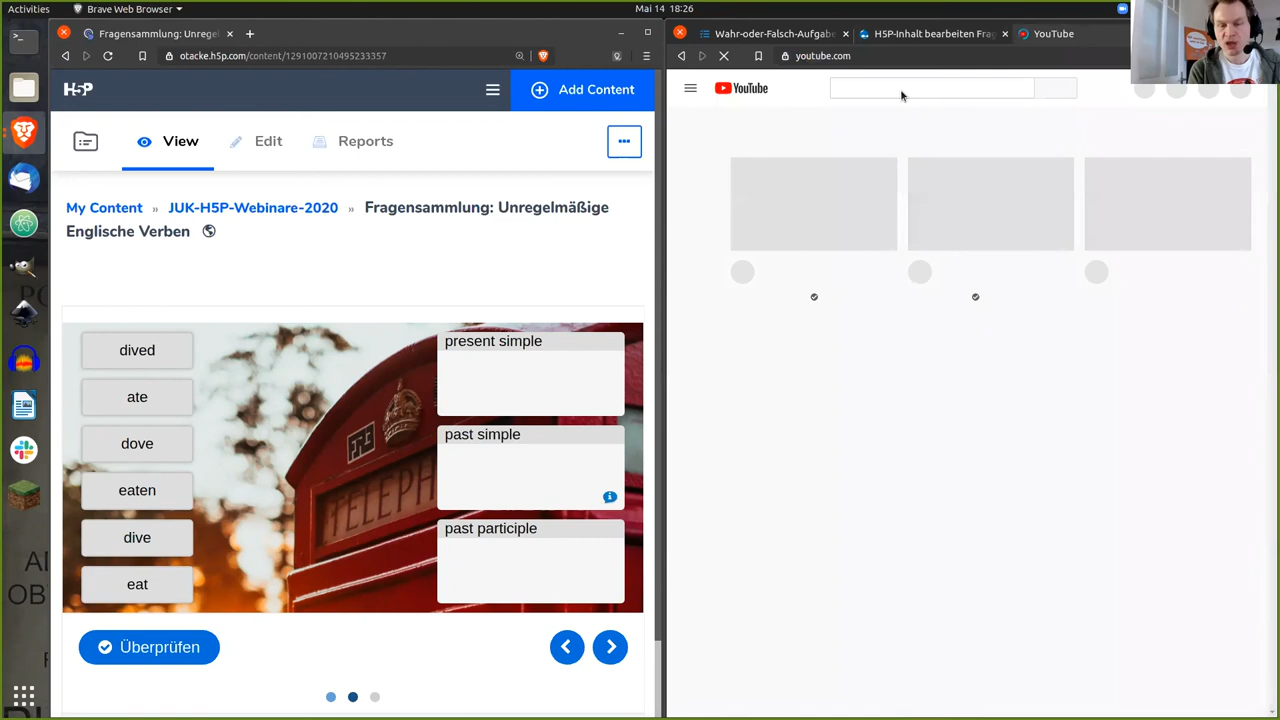 Activities
Brave Web Browser
Mai 14 18:26
Fragensammlung: Unregel
otacke.h5p.com/content/1291007210495233357
H5P
Add Content
View
Edit
Reports
My Content » JUK-H5P-Webinare-2020 » Fragensammlung: Unregelmäßige
Englische Verben
dived
ate
dove
eaten
dive
eat
TELEPH
present simple
past simple
past participle
Überprüfen
Wahr-oder-Falsch-Aufgabe
H5P-Inhalt bearbeiten Frag
YouTube
youtube.com
YouTube